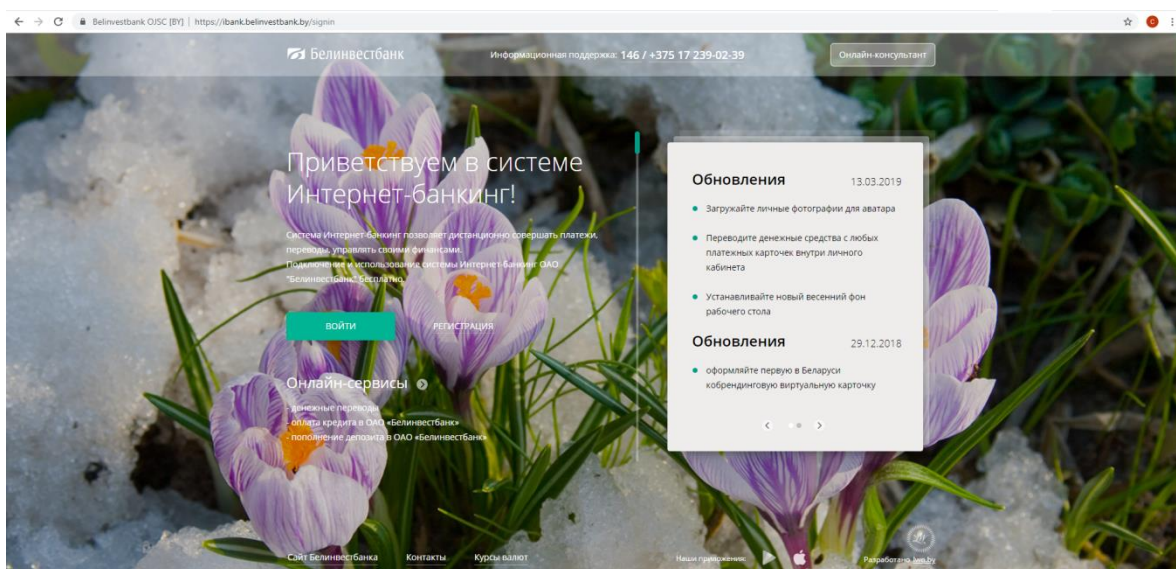 Belinvestbank OJSC [BY] | https://ibank.belinvestbank.by/signin
Белинвестбанк
Информационная поддержка: 146 / +375 17 239-02-39
Онлайн-консультант
Приветствуем в системе
Интернет-банкинг!
Система Интернет-банкинг позволяет дистанционно совершать платежи,
переводы, управлять своими финансами.
Подключение и использование системы Интернет-банкинг ОАО
"Белинвестбанк" бесплатно.
ВОЙТИ
РЕГИСТРАЦИЯ
Онлайн-сервисы
- денежные переводы
- оплата кредита в ОАО «Белинвестбанк»
- пополнение депозита в ОАО «Белинвестбанк»
Обновления 13.03.2019
Загружайте личные фотографии для аватара
Переводите денежные средства с любых
платежных карточек внутри личного
кабинета
Устанавливайте новый весенний фон
рабочего стола
Обновления 29.12.2018
оформляйте первую в Беларуси
кобрендинговую виртуальную карточку
Сайт Белинвестбанка
Контакты
Курсы валют
Наши приложения:
Разработано lwo.by